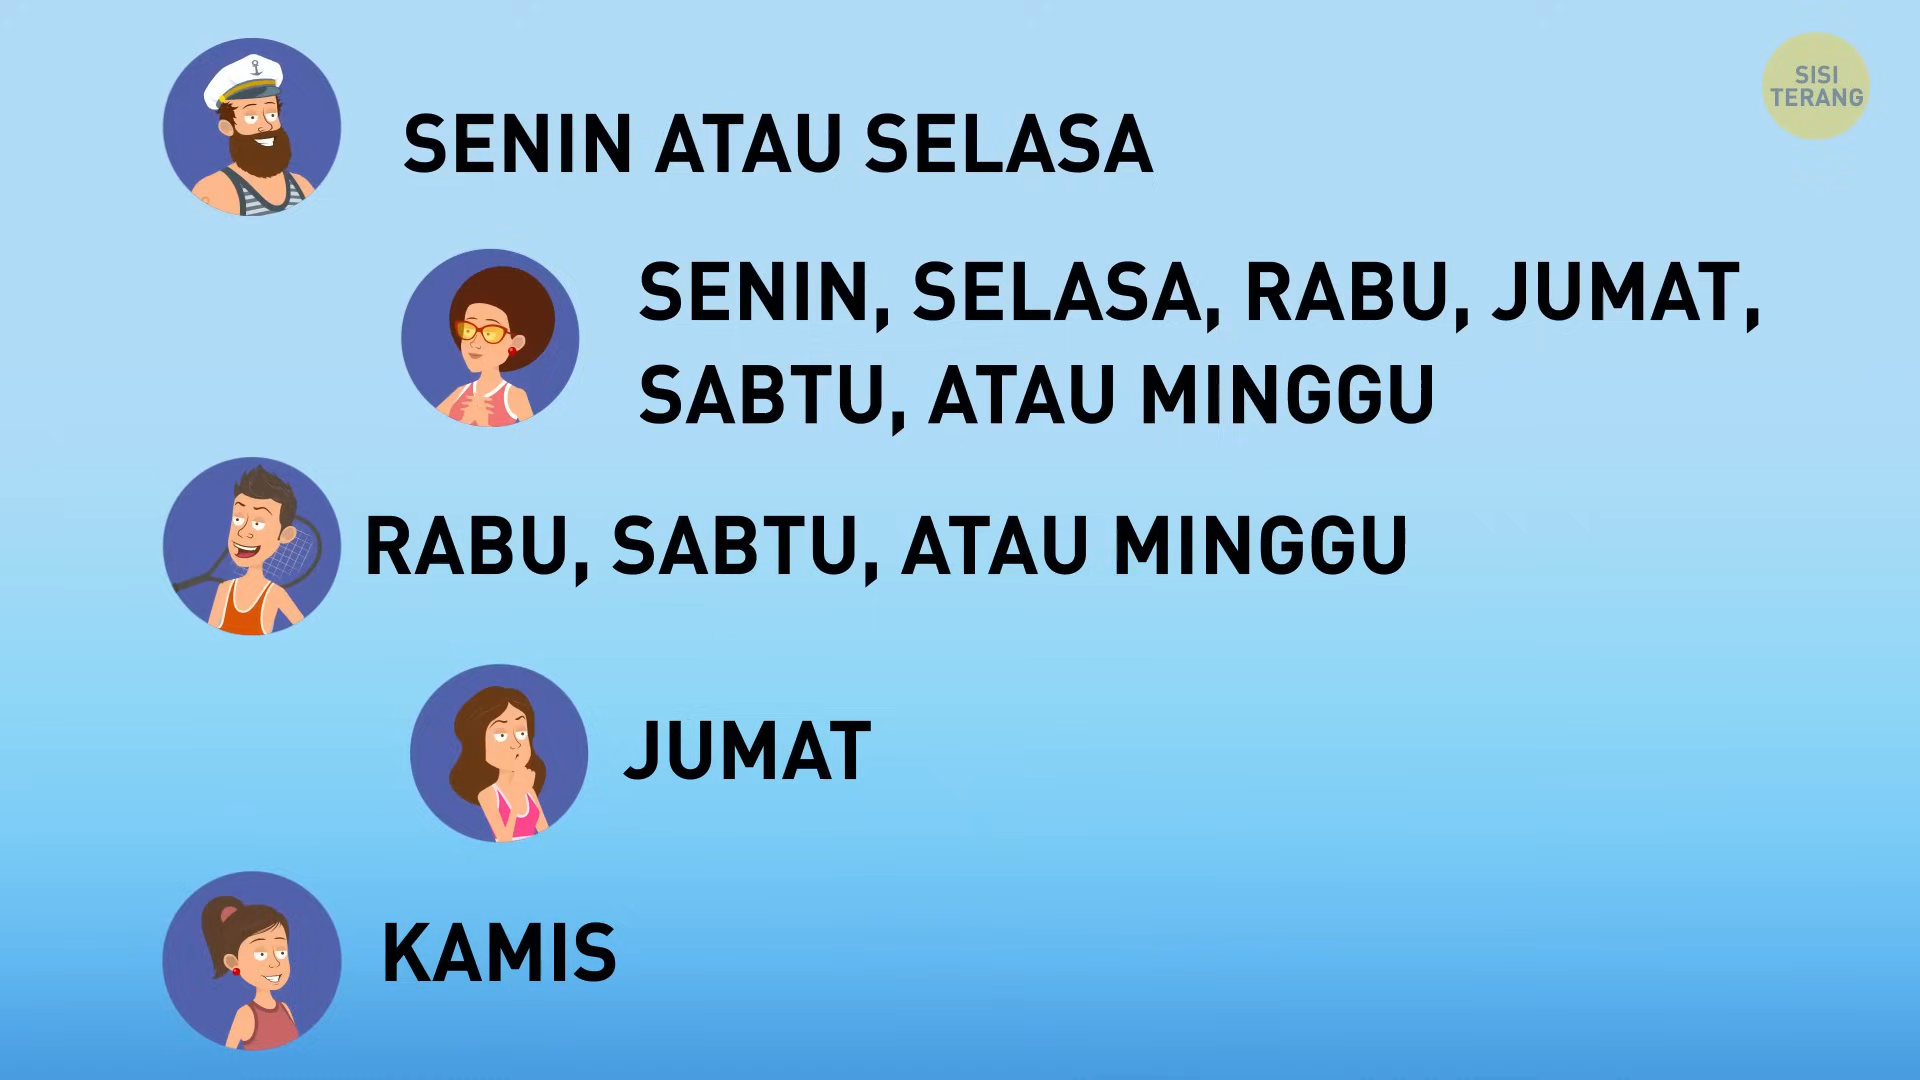 SISI
TERANG
SENIN ATAU SELASA
SENIN, SELASA, RABU, JUMAT,
SABTU, ATAU MINGGU
RABU, SABTU, ATAU MINGGU
JUMAT
KAMIS